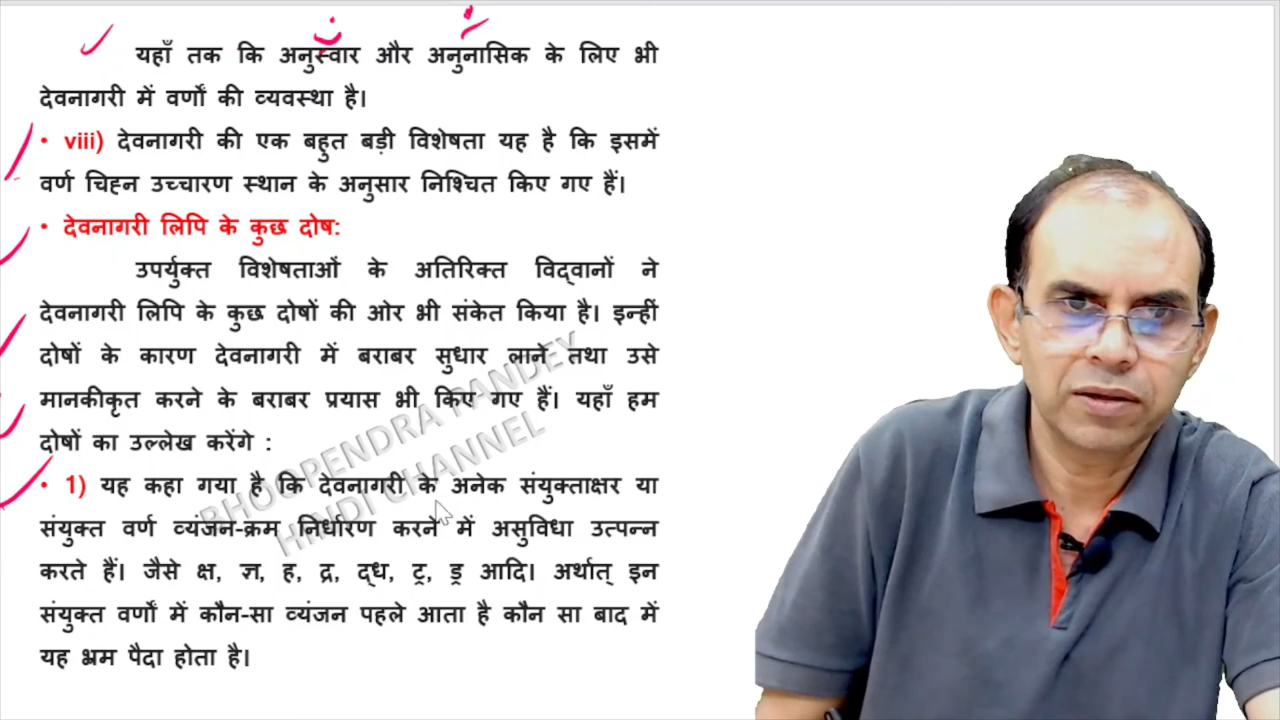 यहाँ तक कि अनुस्वार और अनुनासिक के लिए भी
देवनागरी में वर्णों की व्यवस्था है।
• viii) देवनागरी की एक बहुत बड़ी विशेषता यह है कि इसमें
वर्ण चिह्न उच्चारण स्थान के अनुसार निश्चित किए गए हैं।
• देवनागरी लिपि के कुछ दोष:
उपर्युक्त विशेषताओं के अतिरिक्त विद्वानों ने
देवनागरी लिपि के कुछ दोषों की ओर भी संकेत किया है। इन्हीं
दोषों के कारण देवनागरी में बराबर सुधार लाने तथा उसे
मानकीकृत करने के बराबर प्रयास भी किए गए हैं। यहाँ हम
दोषों का उल्लेख करेंगे :
• 1) यह कहा गया है कि देवनागरी के अनेक संयुक्ताक्षर या
संयुक्त वर्ण व्यंजन-क्रम निर्धारण करने में असुविधा उत्पन्न
करते हैं। जैसे क्ष, ज्ञ, ह, द्र, द्ध, ट्र, ड्र आदि। अर्थात् इन
संयुक्त वर्णों में कौन-सा व्यंजन पहले आता है कौन सा बाद में
यह भ्रम पैदा होता है।
BHOOPENDRA PANDEY
HINDI CHANNEL